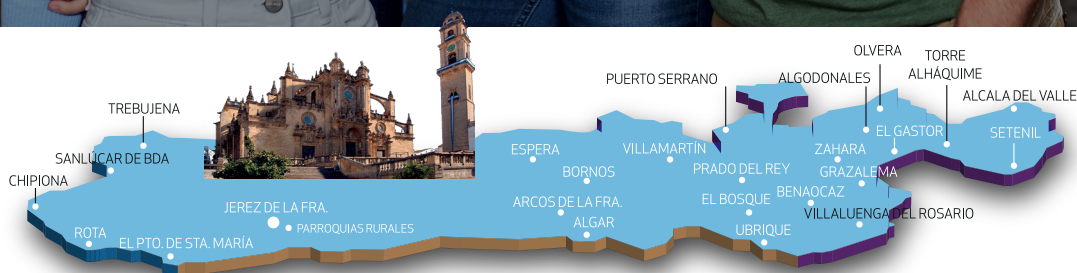 OLVERA
TORRE
ALHÁQUIME
PUERTO SERRANO
ALGODONALES
ALCALA DEL VALLE
TREBUJENA
EL GASTOR
SETENIL
SANLÚCAR DE BDA
ESPERA
VILLAMARTÍN
ZAHARA
CHIPIONA
BORNOS
PRADO DEL REY
GRAZALEMA
BENAOCAZ
JEREZ DE LA FRA.
ARCOS DE LA FRA.
EL BOSQUE
VILLALUENGA DEL ROSARIO
PARROQUIAS RURALES
ALGAR
ROTA
EL PTO. DE STA. MARÍA
UBRIQUE